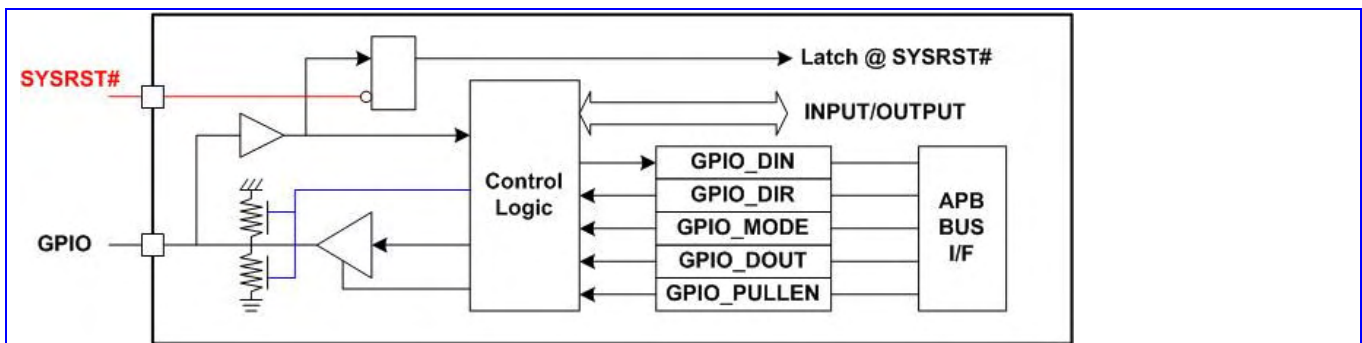 SYSRST#
Latch @ SYSRST#
INPUT/OUTPUT
GPIO
Control
Logic
GPIO_DIN
GPIO_DIR
GPIO_MODE
GPIO_DOUT
GPIO_PULLEN
APB
BUS
I/F